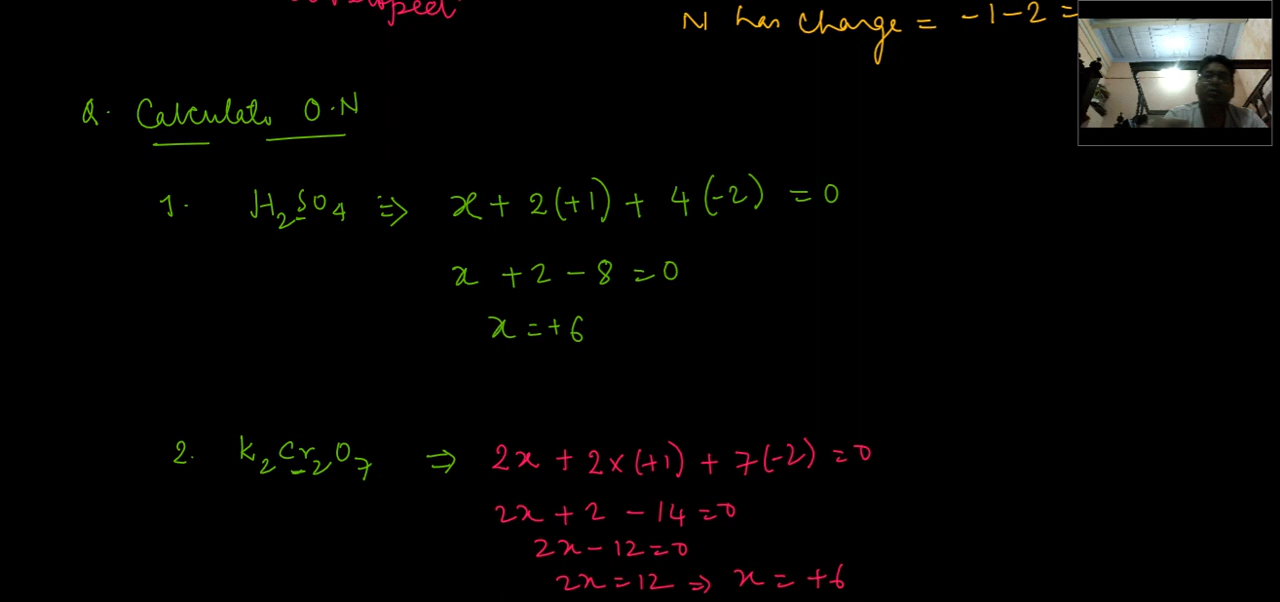 N has charge = -1-2 =
Q. Calculate O.N
1. H₂SO₄ ⇒ x + 2(+1) + 4(-2) = 0
x + 2 - 8 = 0
x = +6
2. K₂Cr₂O₇ ⇒ 2x + 2×(+1) + 7(-2) = 0
2x + 2 - 14 = 0
2x - 12 = 0
2x = 12 ⇒ x = +6